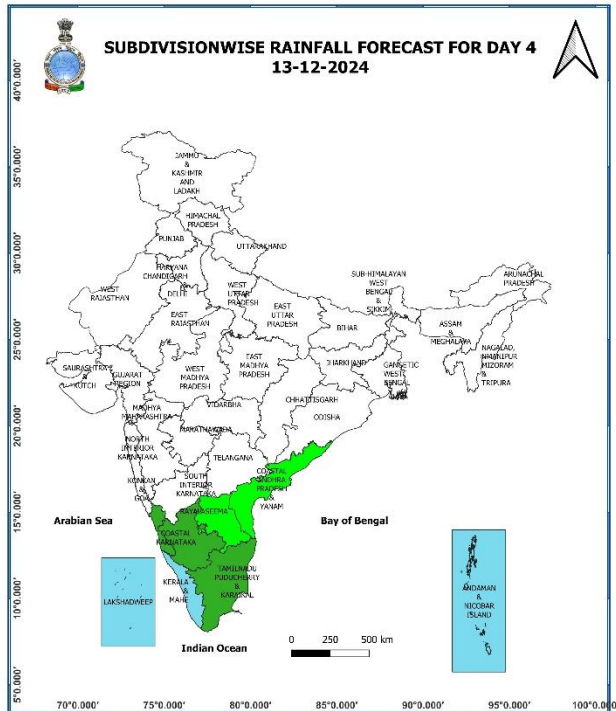 SUBDIVISIONWISE RAINFALL FORECAST FOR DAY 4
13-12-2024
40°0.000'
35°0.000'
30°0.000'
25°0.000'
20°0.000'
15°0.000'
10°0.000'
5°0.000'
JAMMO
&
KASHMIR
AND
LADAKH
HIMACHAL
PRADESH
PUNJAB
UTTARAKHAND
HARYANA
CHANDIGARH
&
DELHI
WEST
RAJASTHAN
WEST
UTTAR
PRADESH
SUB-HIMALAYAN
WEST
BENGAL
&
SIKKIM
ARUNACHAL
PRADESH
EAST
RAJASTHAN
EAST
UTTAR
PRADESH
BIHAR
ASSAM
&
MEGHALAYA
NAGALAD,
MANIPUR
MIZORAM
&
TRIPURA
SAURASHTRA
&
KUTCH
GUJARAT
REGION
WEST
MADHYA
PRADESH
EAST
MADHYA
PRADESH
JHARKHAND
GANGETIC
WEST
BENGAL
CHHATTISGARH
ODISHA
MADHYA
MAHARASHTRA
VIDARBHA
MARATHAWADA
NORTH
INTERIOR
KARNATAKA
TELANGANA
KONKAN
&
GOA
SOUTH
INTERIOR
KARNATAKA
COASTAL
ANDHRA
PRADESH
&
YANAM
RAYALASEEMA
Arabian Sea
Bay of Bengal
COASTAL
KARNATAKA
TAMILNADU
PUDUCHERRY
&
KARAIKAL
KERALA
&
MAHE
LAKSHADWEEP
ANDAMAN
&
NICOBAR
ISLAND
Indian Ocean
0 250 500 km
70°0.000' 75°0.000' 80°0.000' 85°0.000' 90°0.000' 95°0.000'